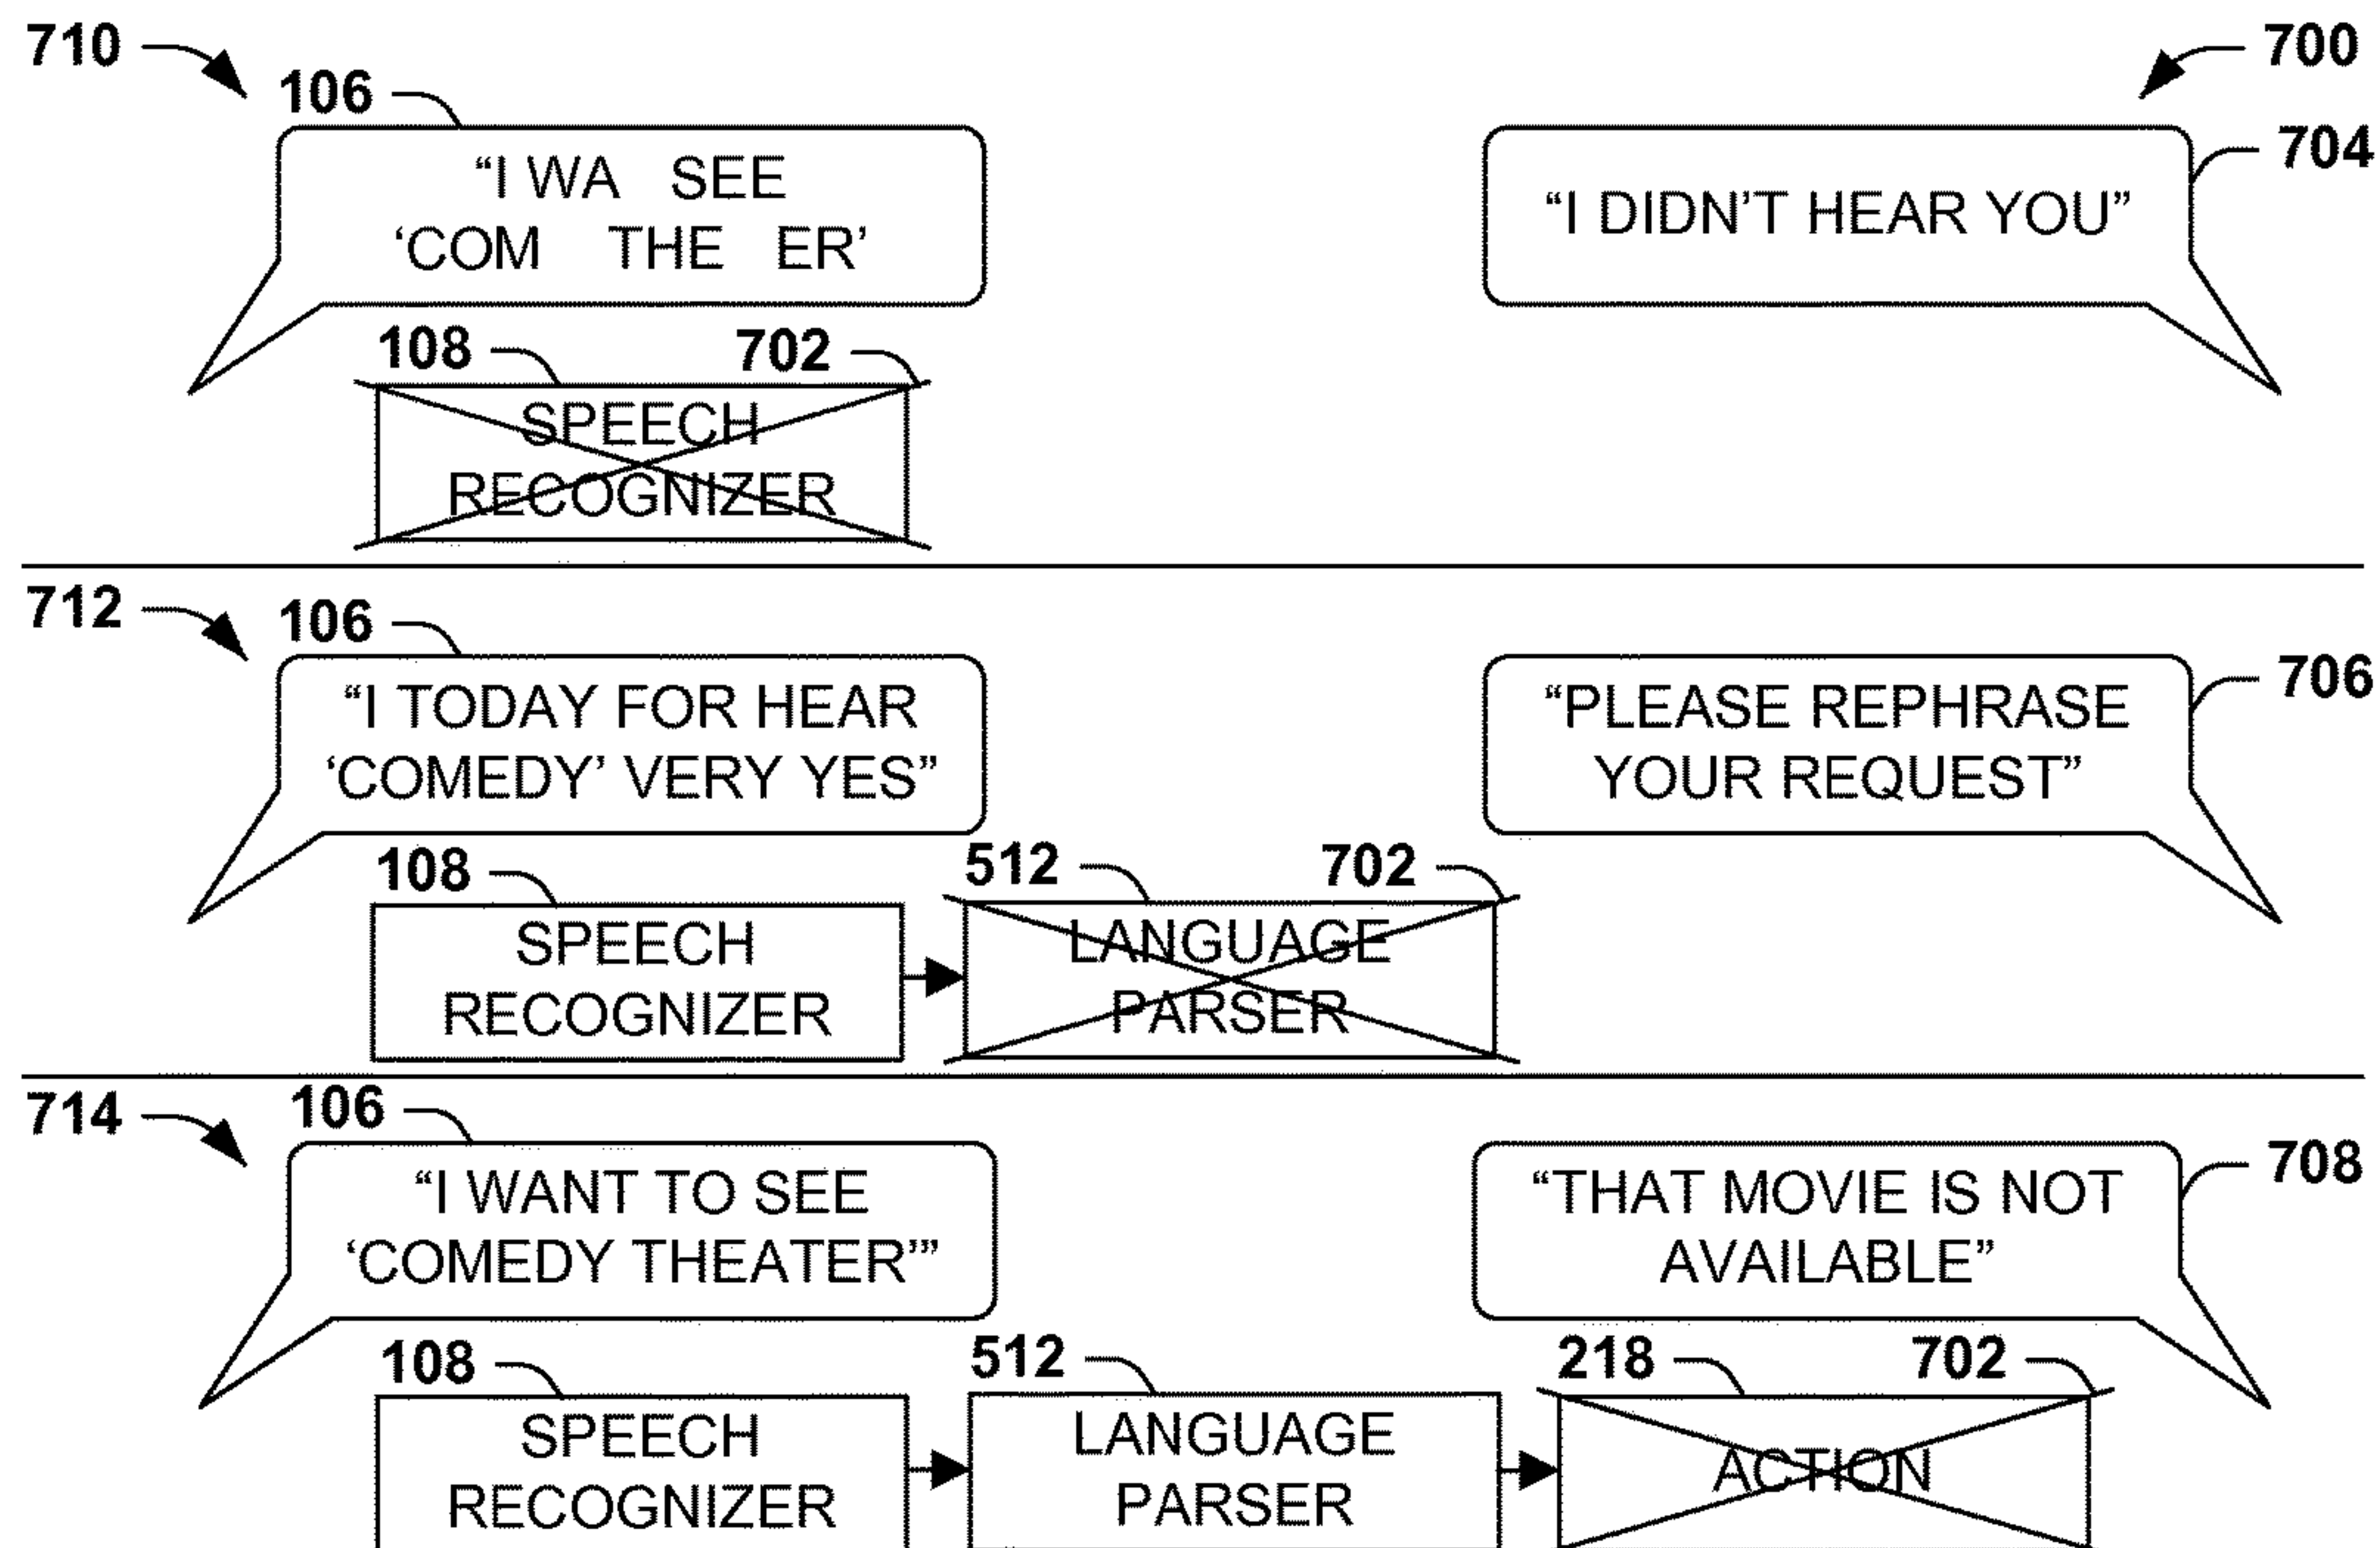 710
700
106
704
“I WA SEE
‘COM THE ER’
“I DIDN’T HEAR YOU”
108
702
SPEECH
RECOGNIZER
712
106
706
“I TODAY FOR HEAR
‘COMEDY’ VERY YES”
“PLEASE REPHRASE
YOUR REQUEST”
108
512
702
SPEECH
RECOGNIZER
LANGUAGE
PARSER
714
106
708
“I WANT TO SEE
‘COMEDY THEATER’”
“THAT MOVIE IS NOT
AVAILABLE”
108
512
218
702
SPEECH
RECOGNIZER
LANGUAGE
PARSER
ACTION